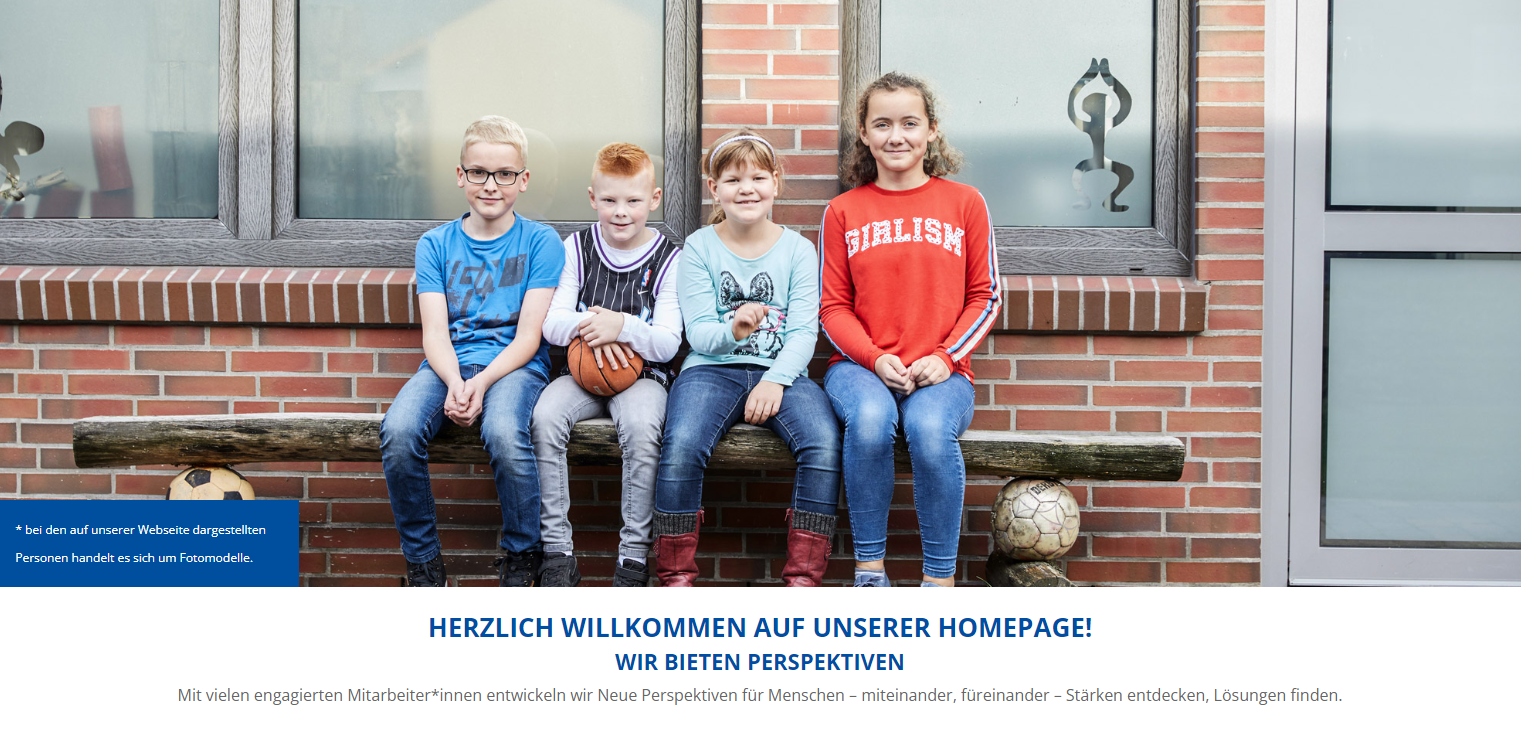 GIRLISM
* bei den auf unserer Webseite dargestellten
Personen handelt es sich um Fotomodelle.
HERZLICH WILLKOMMEN AUF UNSERER HOMEPAGE!
WIR BIETEN PERSPEKTIVEN
Mit vielen engagierten Mitarbeiter*innen entwickeln wir Neue Perspektiven für Menschen – miteinander, füreinander – Stärken entdecken, Lösungen finden.